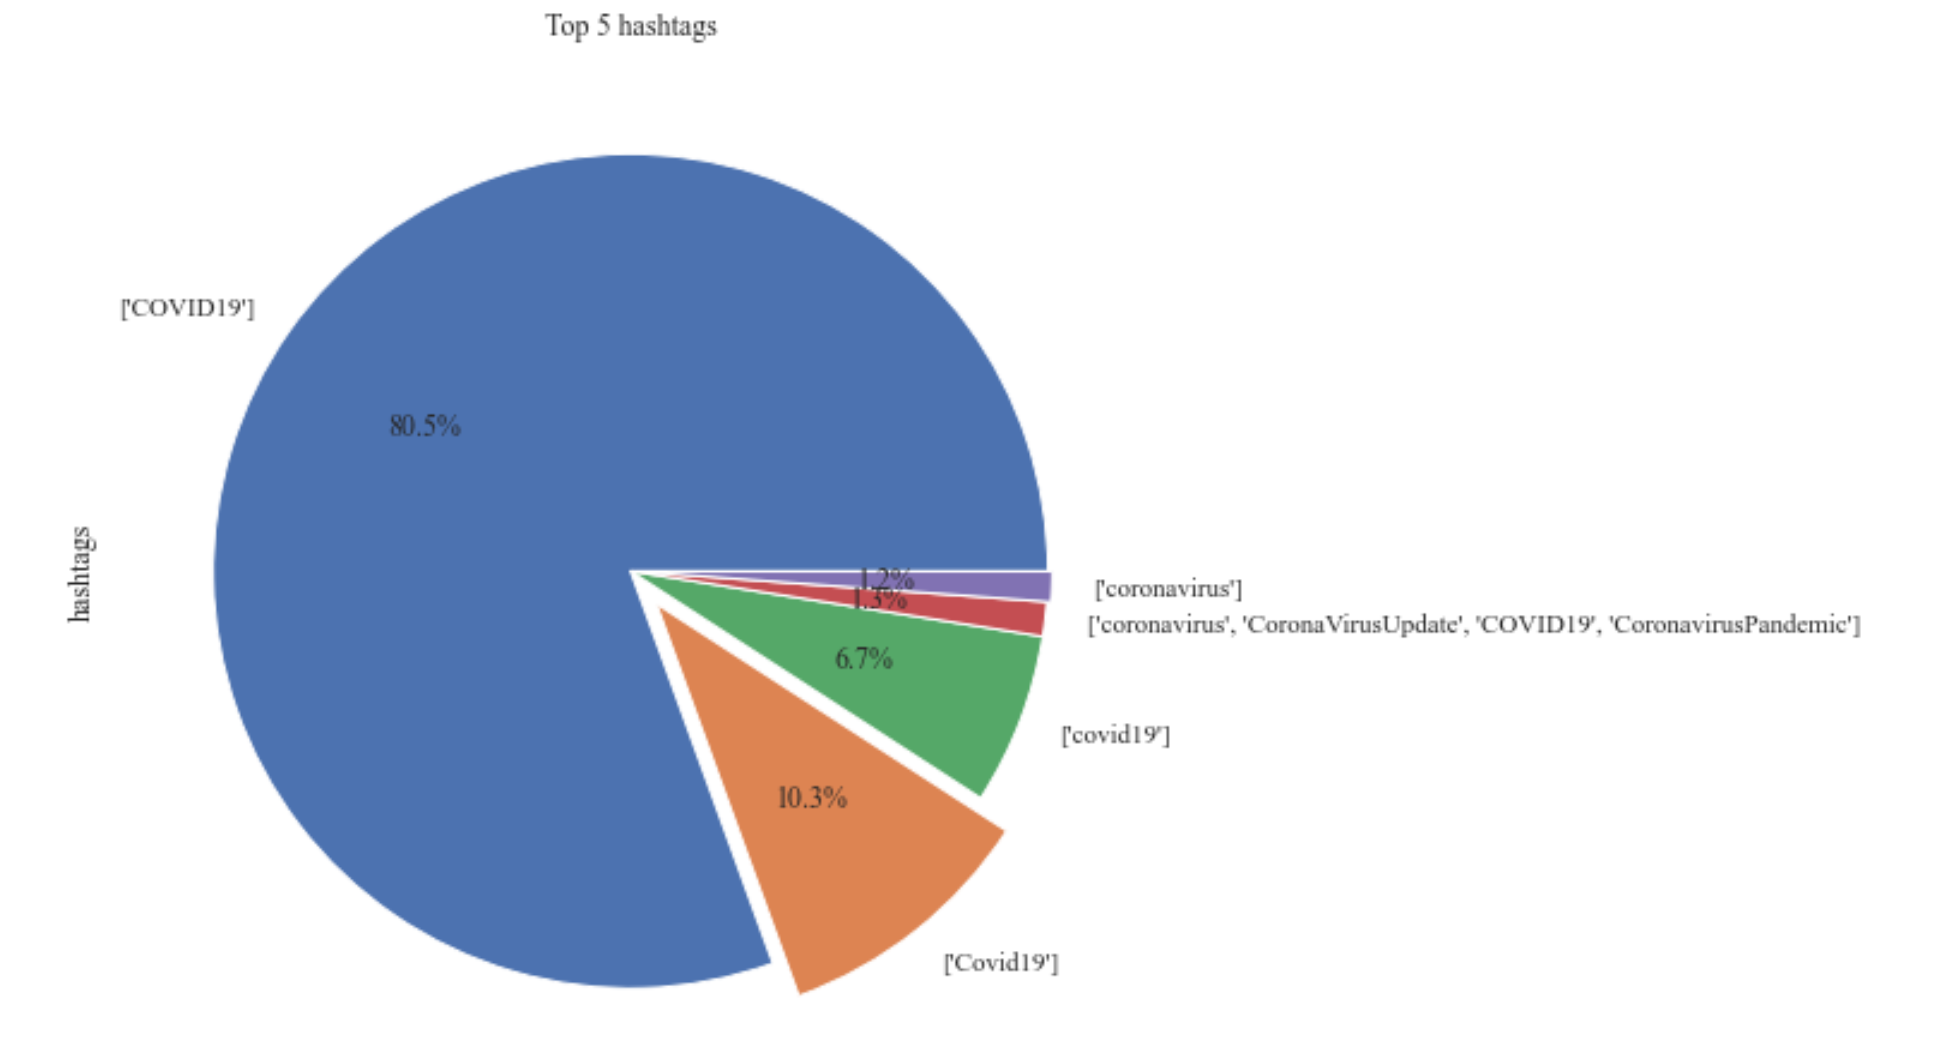 Top 5 hashtags
['COVID19']
80.5%
hashtags
1.2%
['coronavirus']
1.3%
['coronavirus', 'CoronaVirusUpdate', 'COVID19', 'CoronavirusPandemic']
6.7%
['covid19']
10.3%
['Covid19']